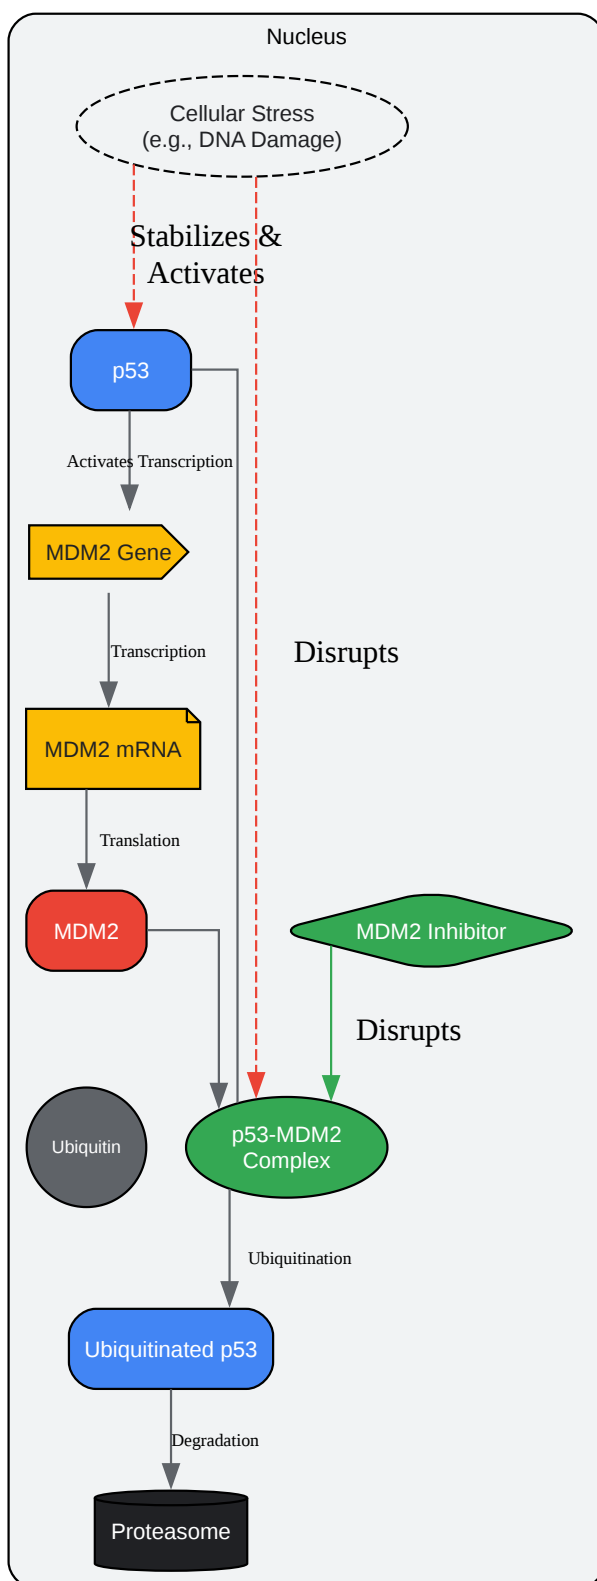 Nucleus
Cellular Stress
(e.g., DNA Damage)
Stabilizes &
Activates
p53
Activates Transcription
MDM2 Gene
Transcription
Disrupts
MDM2 mRNA
Translation
MDM2
MDM2 Inhibitor
Disrupts
Ubiquitin
p53-MDM2
Complex
Ubiquitination
Ubiquitinated p53
Degradation
Proteasome